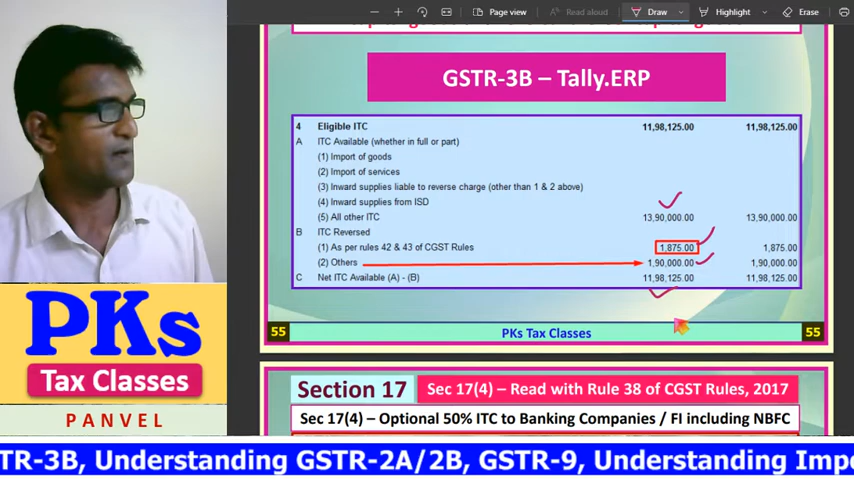 Page view
Read aloud
Draw
Highlight
Erase
GSTR-3B – Tally.ERP
4 Eligible ITC 11,98,125.00 11,98,125.00
A ITC Available (whether in full or part)
(1) Import of goods
(2) Import of services
(3) Inward supplies liable to reverse charge (other than 1 & 2 above)
(4) Inward supplies from ISD
(5) All other ITC 13,90,000.00 13,90,000.00
B ITC Reversed
(1) As per rules 42 & 43 of CGST Rules 1,875.00 1,875.00
(2) Others 1,90,000.00 1,90,000.00
C Net ITC Available (A) - (B) 11,98,125.00 11,98,125.00
55 PKs Tax Classes 55
Section 17 Sec 17(4) – Read with Rule 38 of CGST Rules, 2017
Sec 17(4) – Optional 50% ITC to Banking Companies / FI including NBFC
PKs
Tax Classes
PANVEL
TR-3B, Understanding GSTR-2A/2B, GSTR-9, Understanding Impo